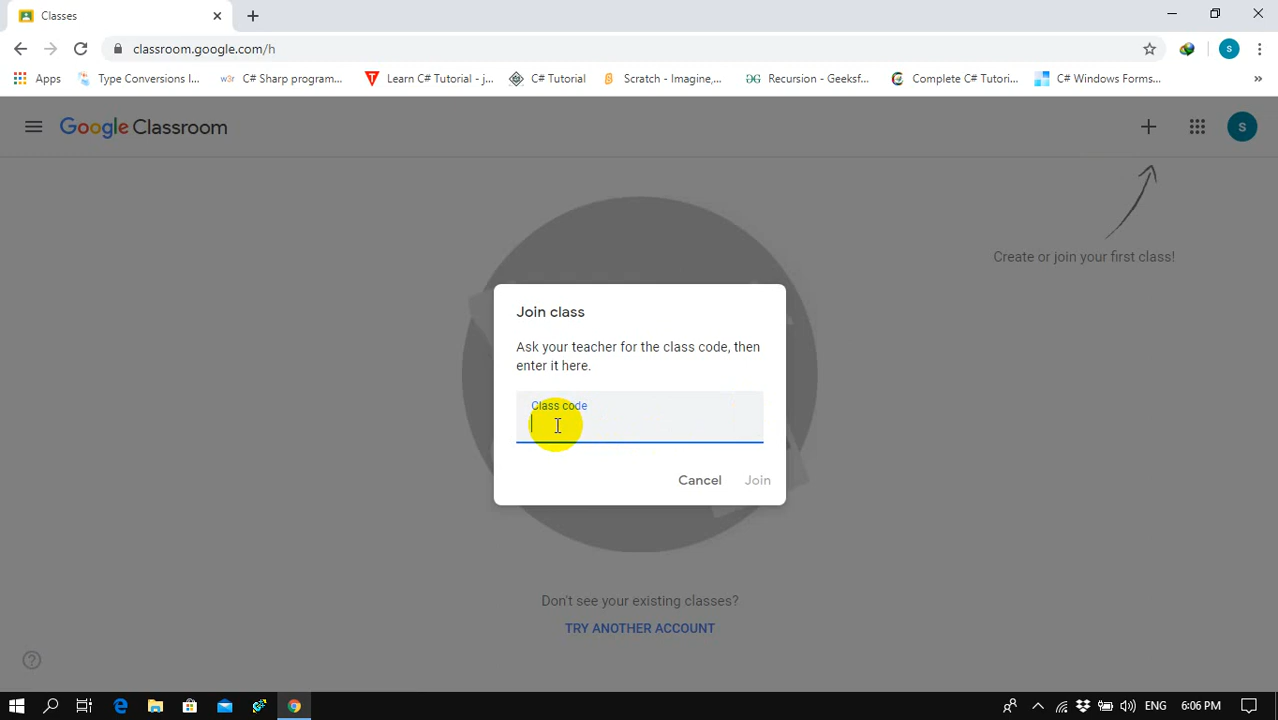 Classes
classroom.google.com/h
Apps
Type Conversions I...
w3r
C# Sharp program...
Learn C# Tutorial - j...
C# Tutorial
Scratch - Imagine,...
Recursion - Geeksf...
Complete C# Tutori...
C# Windows Forms...
»
s
Google Classroom
s
Create or join your first class!
Join class
Ask your teacher for the class code, then
enter it here.
Class code
Cancel
Join
Don't see your existing classes?
TRY ANOTHER ACCOUNT
ENG
6:06 PM